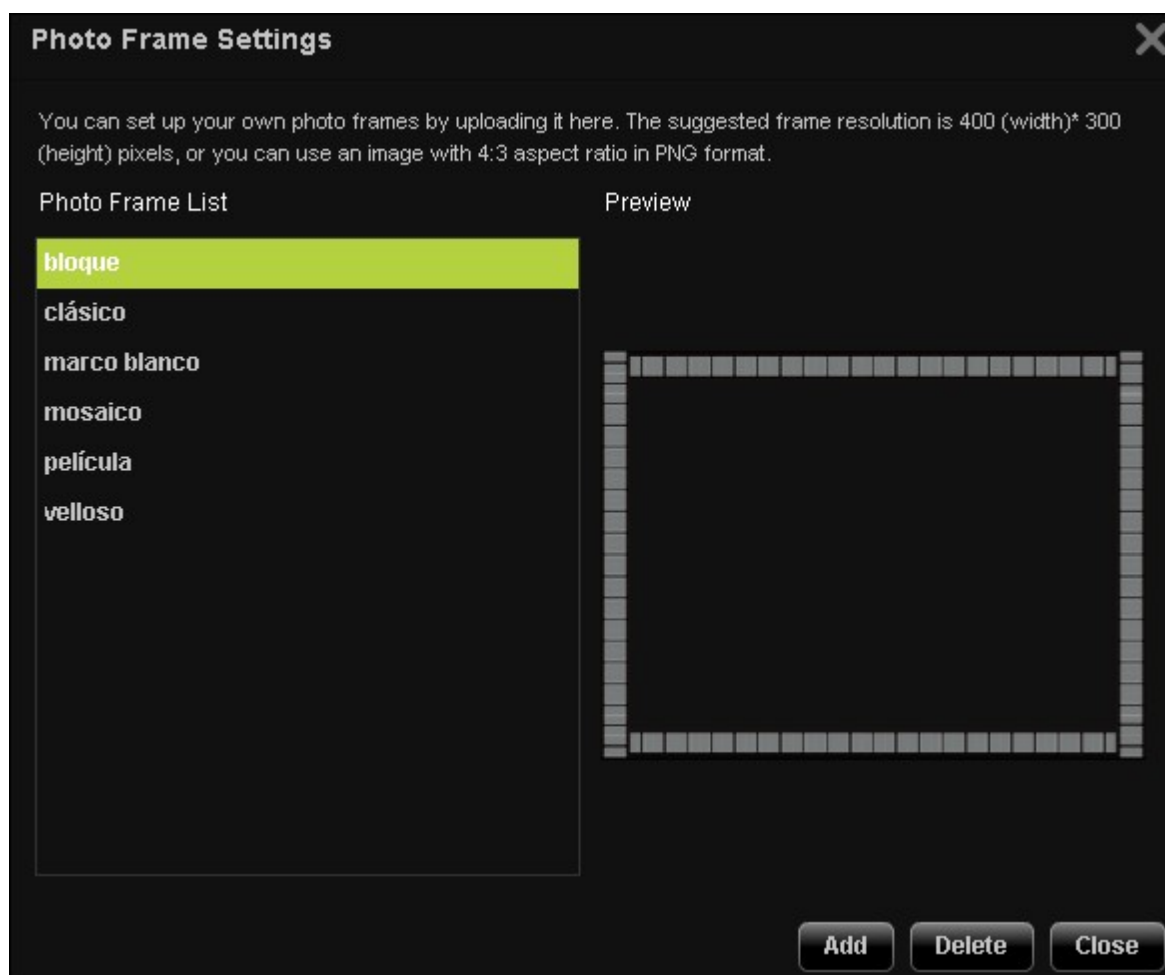 Photo Frame Settings
You can set up your own photo frames by uploading it here. The suggested frame resolution is 400 (width)* 300
(height) pixels, or you can use an image with 4:3 aspect ratio in PNG format.
Photo Frame List
Preview
bloque
clásico
marco blanco
mosaico
película
velloso
Add
Delete
Close